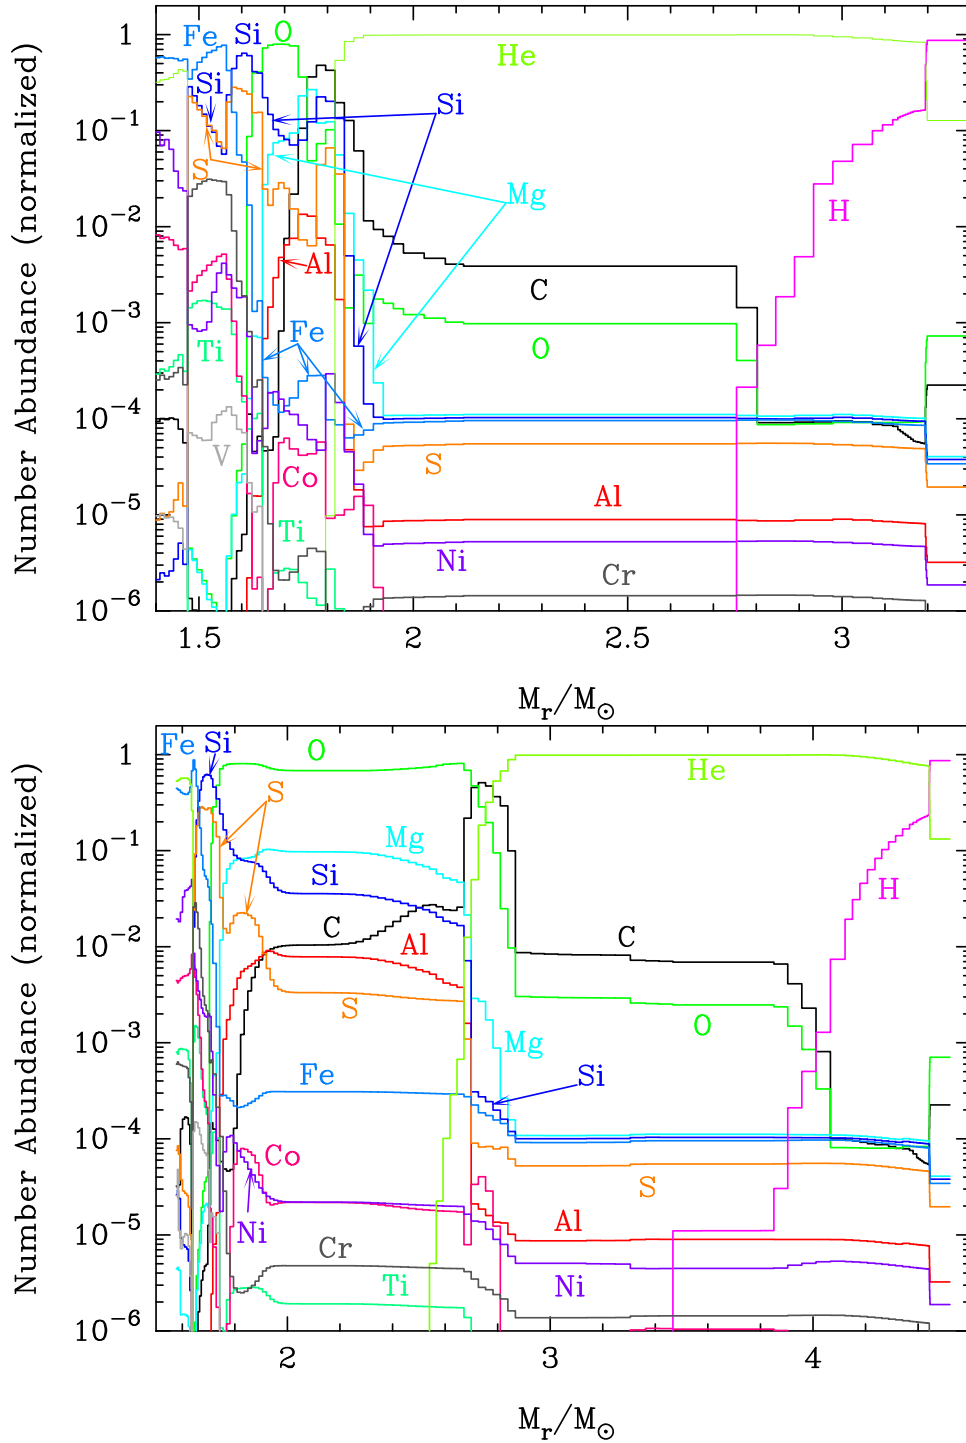 Number Abundance (normalized)
1
10⁻¹
10⁻²
10⁻³
10⁻⁴
10⁻⁵
10⁻⁶
Fe Si O He
Si Si
S Mg H
Al C
Ti Fe O
V Co S
Ti Al
Ni Cr
1.5 2 2.5 3
Mᵣ/M☉
Number Abundance (normalized)
1
10⁻¹
10⁻²
10⁻³
10⁻⁴
10⁻⁵
10⁻⁶
Fe Si O He
S
Mg
Si H
C Al C
S O
Fe Mg Si
Co S
Ni Cr Al
Ti Ni
2 3 4
Mᵣ/M☉